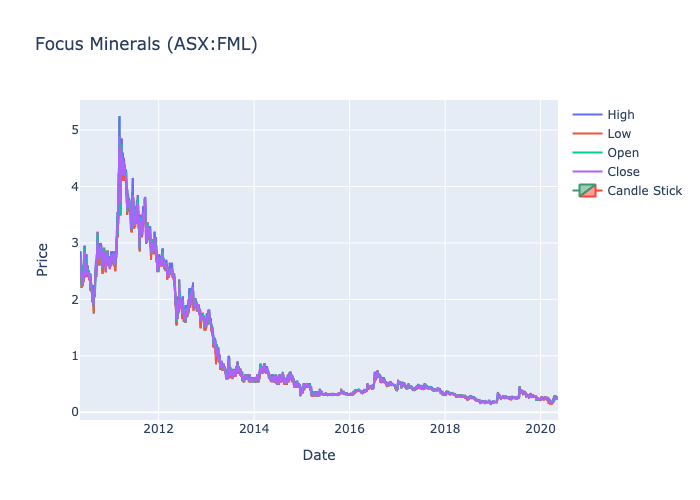 Focus Minerals (ASX:FML)
High
Low
Open
Close
Candle Stick
5
4
3
2
1
0
Price
2012 2014 2016 2018 2020
Date